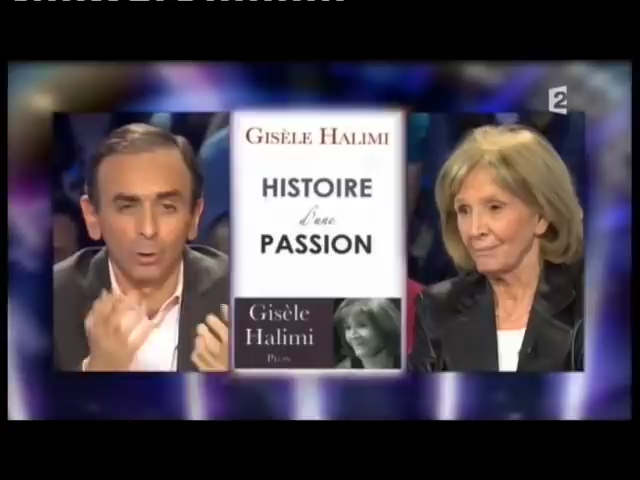 2
GISÈLE HALIMI
HISTOIRE
d'une
PASSION
Gisèle
Halimi
PLON